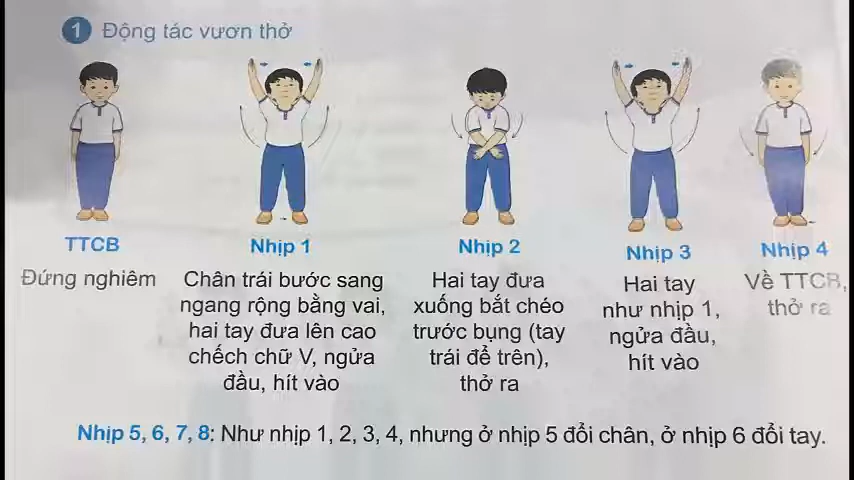 1 Động tác vươn thở
TTCB
Đứng nghiêm
Nhịp 1
Chân trái bước sang
ngang rộng bằng vai,
hai tay đưa lên cao
chếch chữ V, ngửa
đầu, hít vào
Nhịp 2
Hai tay đưa
xuống bắt chéo
trước bụng (tay
trái để trên),
thở ra
Nhịp 3
Hai tay
như nhịp 1,
ngửa đầu,
hít vào
Nhịp 4
Về TTCB,
thở ra
Nhịp 5, 6, 7, 8: Như nhịp 1, 2, 3, 4, nhưng ở nhịp 5 đổi chân, ở nhịp 6 đổi tay.